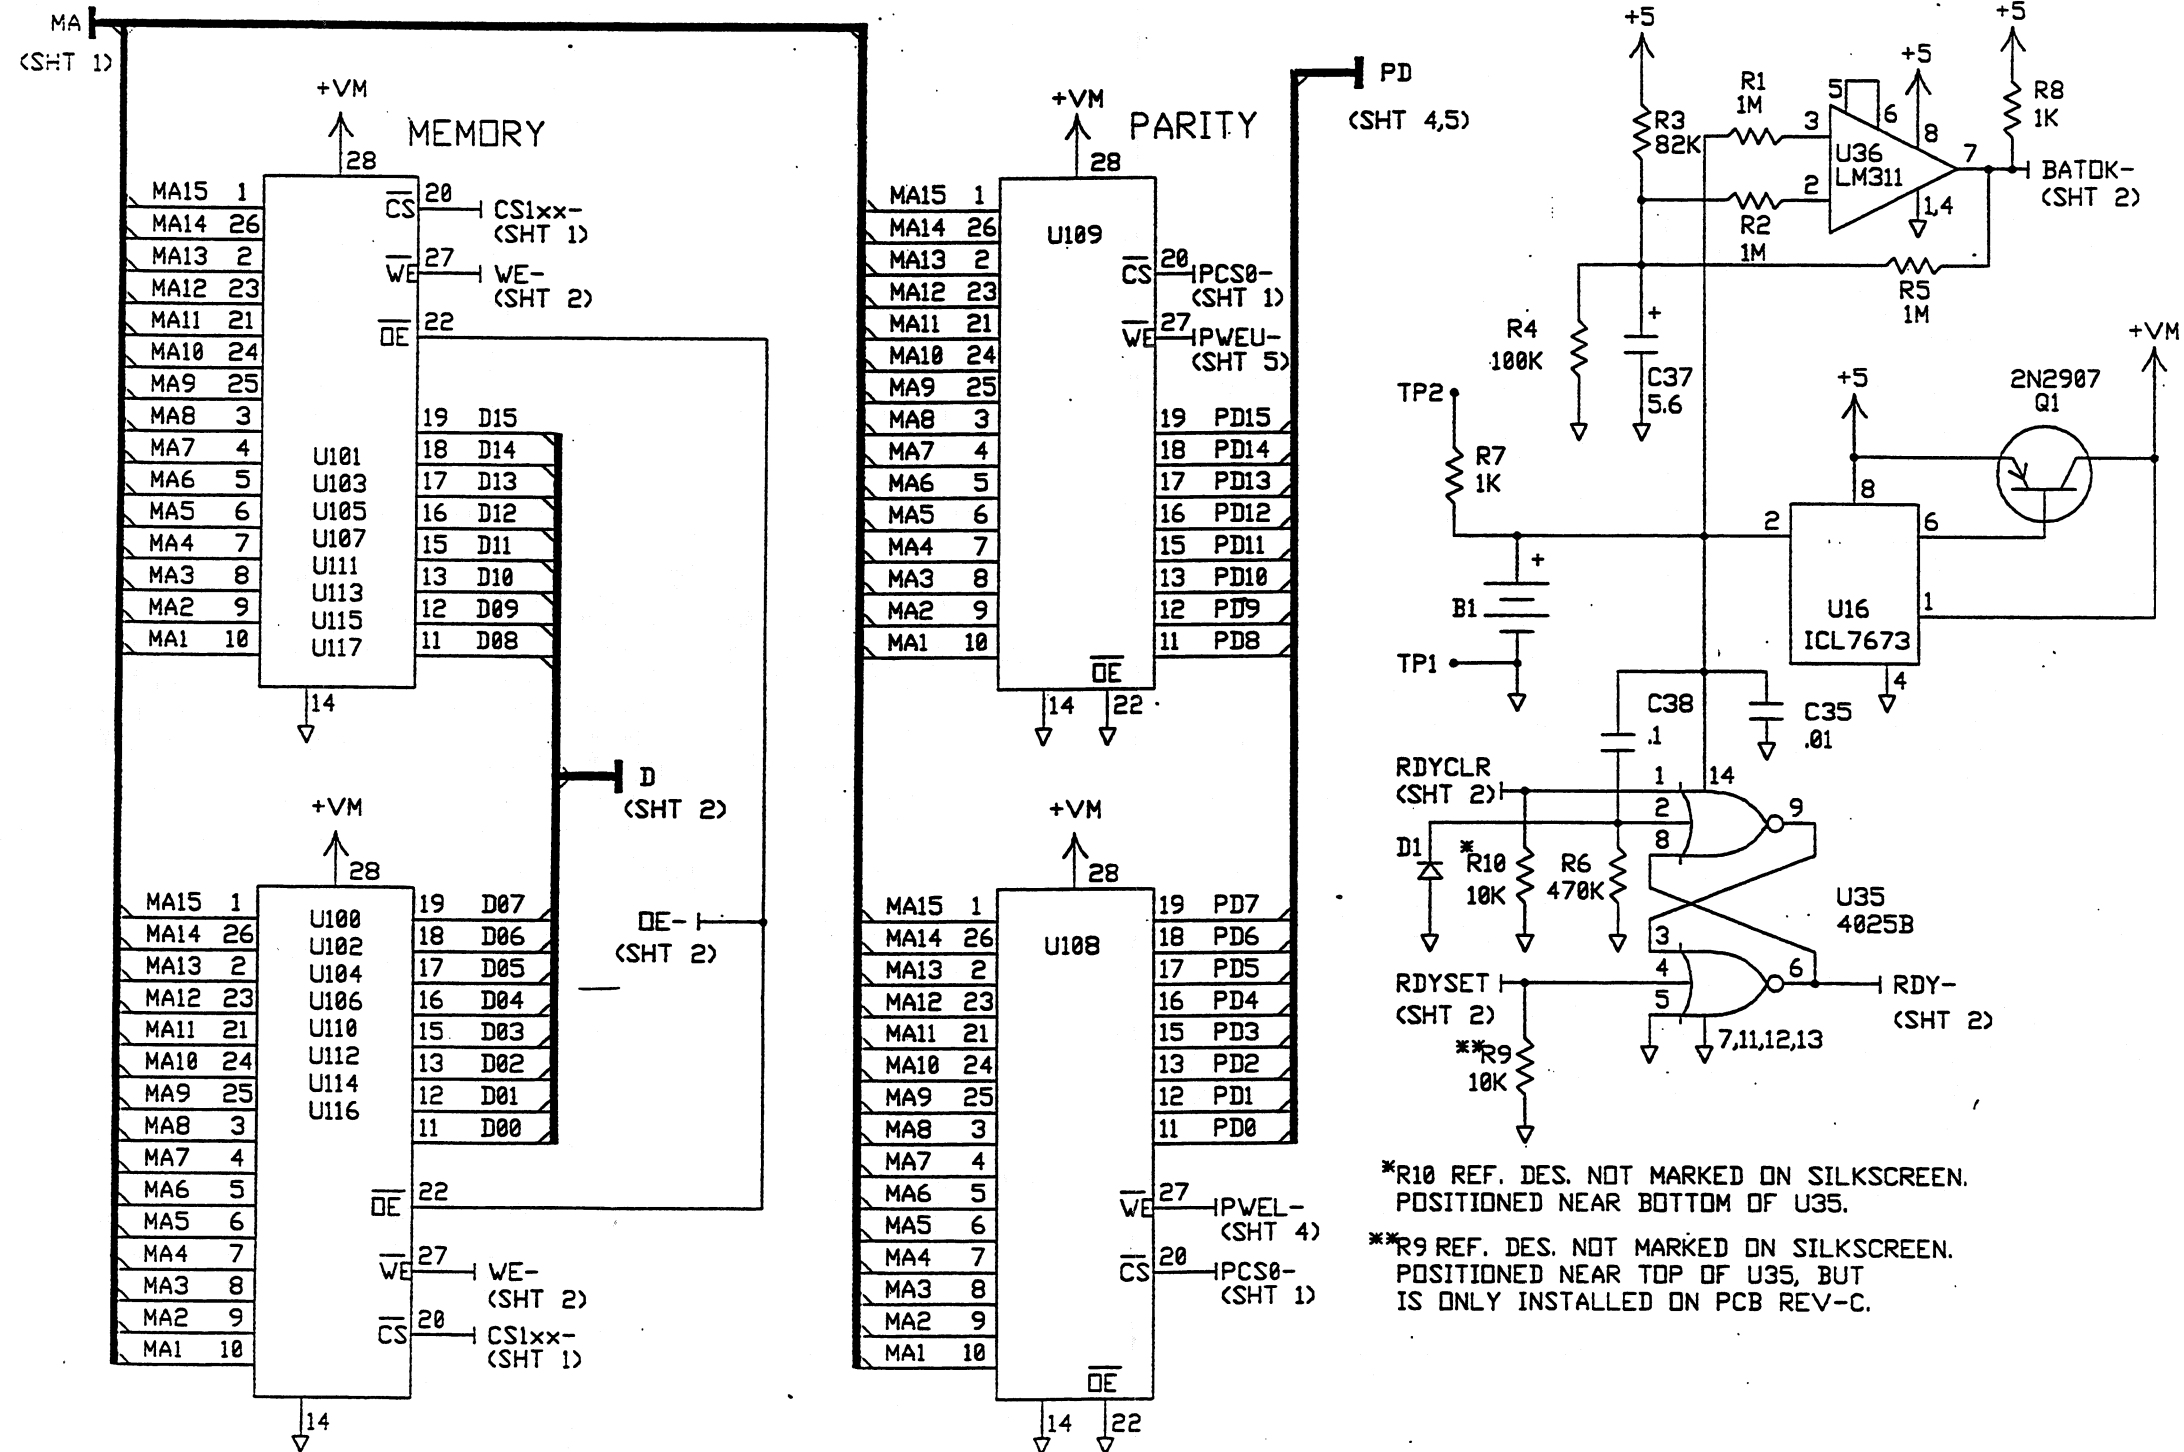 MA
(SHT 1)
+VM
MEMORY
28
MA15 1
MA14 26
MA13 2
MA12 23
MA11 21
MA10 24
MA9 25
MA8 3
MA7 4
MA6 5
MA5 6
MA4 7
MA3 8
MA2 9
MA1 10
CS 20 CS1xx-
(SHT 1)
WE 27 WE-
(SHT 2)
OE 22
U101
U103
U105
U107
U111
U113
U115
U117
19 D15
18 D14
17 D13
16 D12
15 D11
13 D10
12 D09
11 D08
14
D
(SHT 2)
+VM
28
MA15 1
MA14 26
MA13 2
MA12 23
MA11 21
MA10 24
MA9 25
MA8 3
MA7 4
MA6 5
MA5 6
MA4 7
MA3 8
MA2 9
MA1 10
U100
U102
U104
U106
U110
U112
U114
U116
19 D07
18 D06
17 D05
16 D04
15 D03
13 D02
12 D01
11 D00
OE-
(SHT 2)
OE 22
WE 27 WE-
(SHT 2)
CS 20 CS1xx-
(SHT 1)
14
+VM
PARITY
28
MA15 1
MA14 26
MA13 2
MA12 23
MA11 21
MA10 24
MA9 25
MA8 3
MA7 4
MA6 5
MA5 6
MA4 7
MA3 8
MA2 9
MA1 10
U109
CS 20 PCS0-
(SHT 1)
WE 27 PWEU-
(SHT 5)
19 PD15
18 PD14
17 PD13
16 PD12
15 PD11
13 PD10
12 PD9
11 PD8
OE
14 22
PD
(SHT 4,5)
+VM
28
MA15 1
MA14 26
MA13 2
MA12 23
MA11 21
MA10 24
MA9 25
MA8 3
MA7 4
MA6 5
MA5 6
MA4 7
MA3 8
MA2 9
MA1 10
U108
19 PD7
18 PD6
17 PD5
16 PD4
15 PD3
13 PD2
12 PD1
11 PD0
WE 27 PWEL-
(SHT 4)
CS 20 PCS0-
(SHT 1)
OE
14 22
+5
+5
+5
R3
82K
R1
1M
3
5
6
8
U36
LM311
7
R8
1K
BATOK-
(SHT 2)
2
R2
1M
1,4
R5
1M
R4
100K
+
C37
5.6
TP2
R7
1K
+5
2N2907
Q1
+VM
8
2
6
1
U16
ICL7673
4
+
B1
TP1
C38
.1
C35
.01
RDYCLR
(SHT 2)
1
14
2
8
9
D1
*R10
10K
R6
470K
U35
4025B
3
4
5
6
RDYSET
(SHT 2)
RDY-
(SHT 2)
7,11,12,13
**R9
10K
*R10 REF. DES. NOT MARKED ON SILKSCREEN.
POSITIONED NEAR BOTTOM OF U35.
**R9 REF. DES. NOT MARKED ON SILKSCREEN.
POSITIONED NEAR TOP OF U35, BUT
IS ONLY INSTALLED ON PCB REV-C.